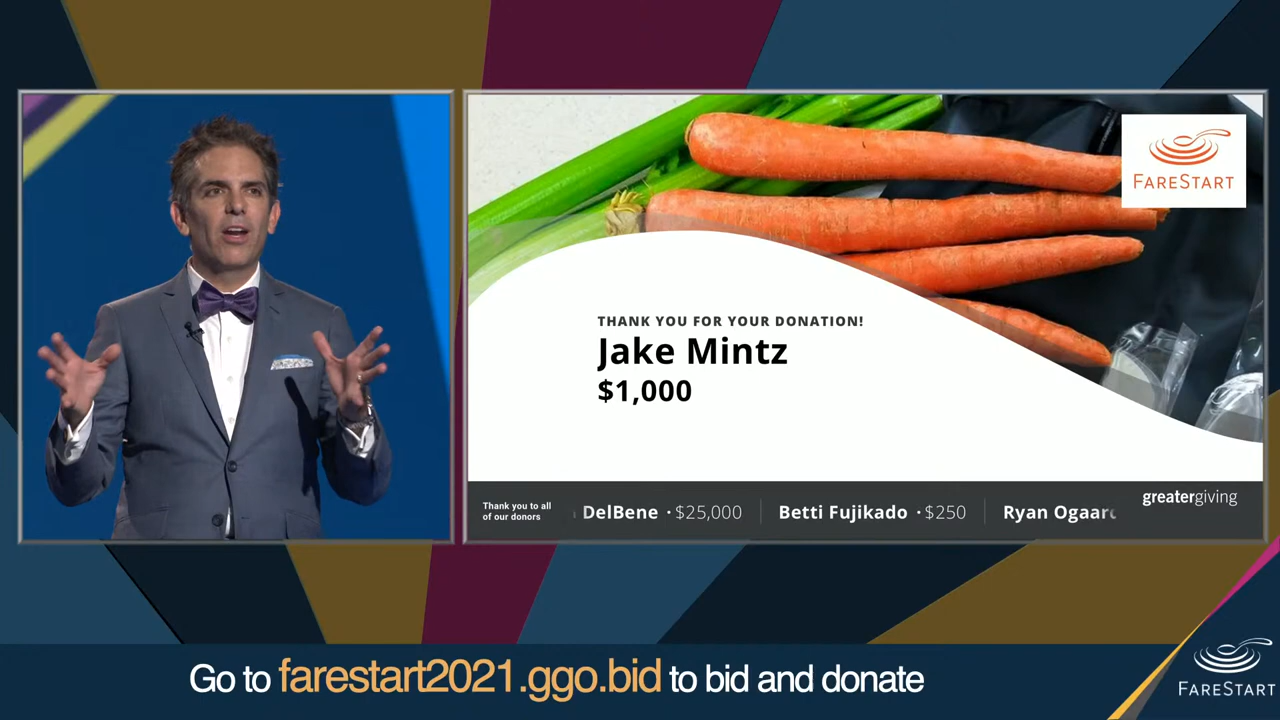 FARESTART
THANK YOU FOR YOUR DONATION!
Jake Mintz
$1,000
Thank you to all
of our donors
DelBene · $25,000
Betti Fujikado · $250
Ryan
greatergiving
Go to farestart2021.ggo.bid to bid and donate
FARESTART